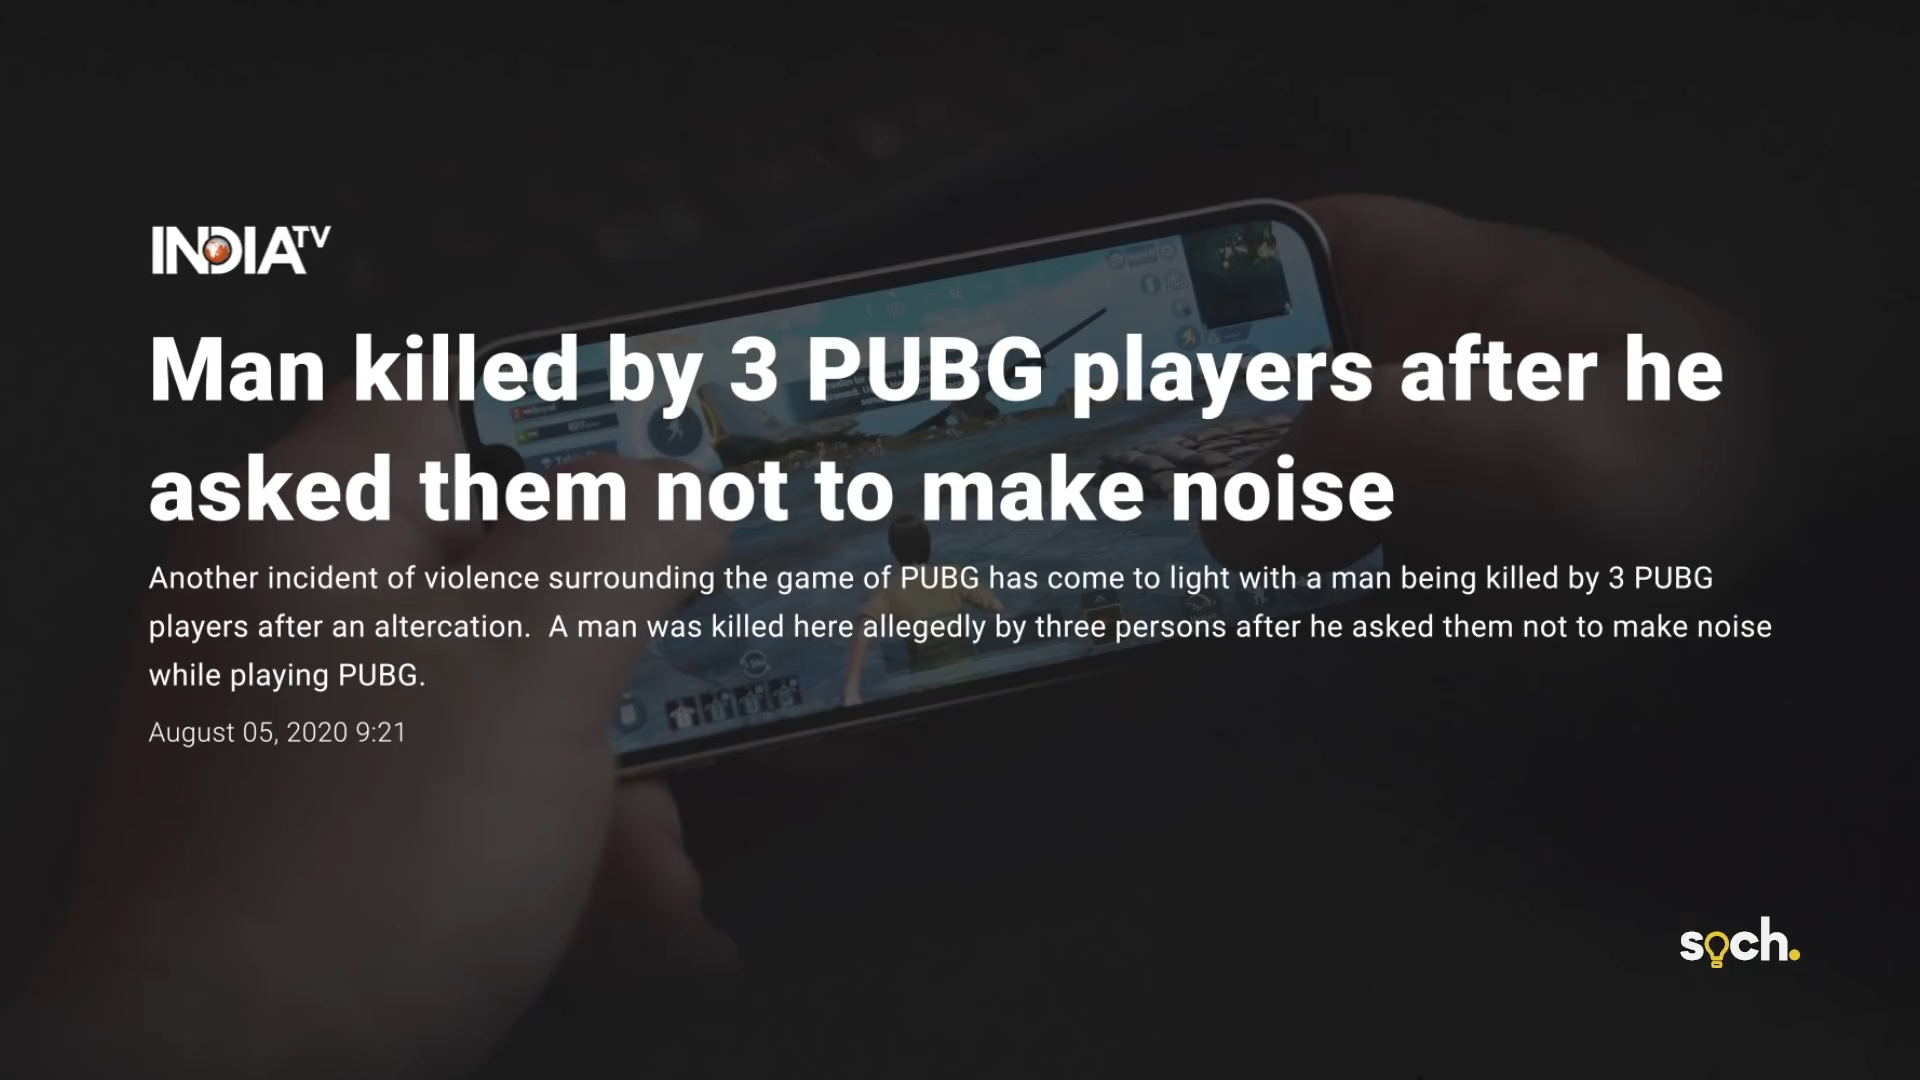 INDIA TV
Man killed by 3 PUBG players after he
asked them not to make noise
Another incident of violence surrounding the game of PUBG has come to light with a man being killed by 3 PUBG
players after an altercation.  A man was killed here allegedly by three persons after he asked them not to make noise
while playing PUBG.
August 05, 2020 9:21
soch.